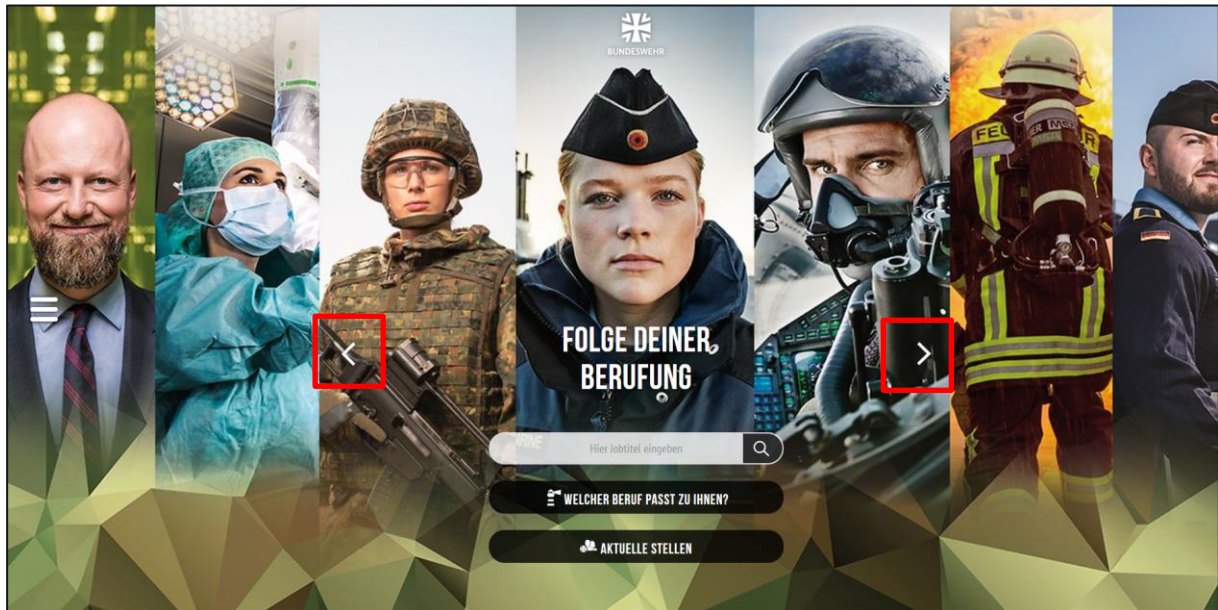 BUNDESWEHR
FOLGE DEINER
BERUFUNG
Hier Jobtitel eingeben
WELCHER BERUF PASST ZU IHNEN?
AKTUELLE STELLEN